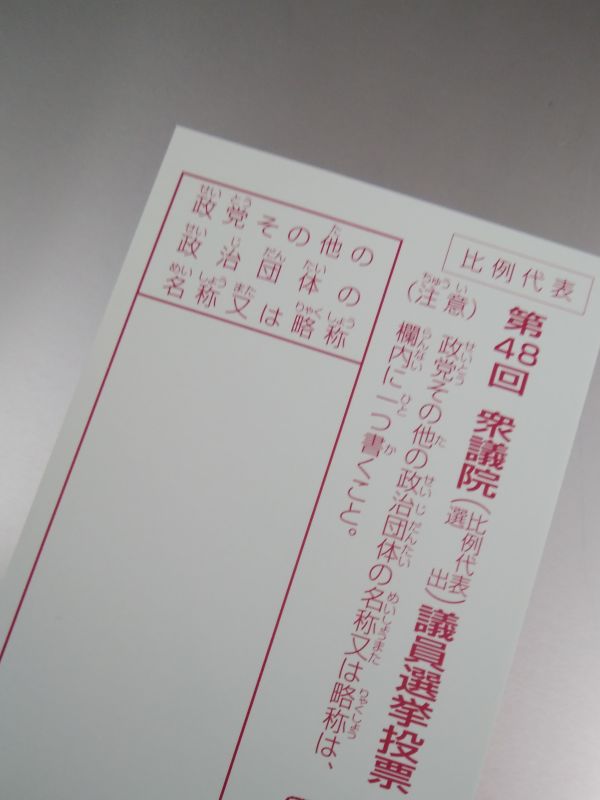 比例代表
第48回 衆議院(比例代表選出)議員選挙投票
(注意)
政党その他の政治団体の名称又は略称は、
欄内に一つ書くこと。
政党その他の
政治団体の
名称又は略称